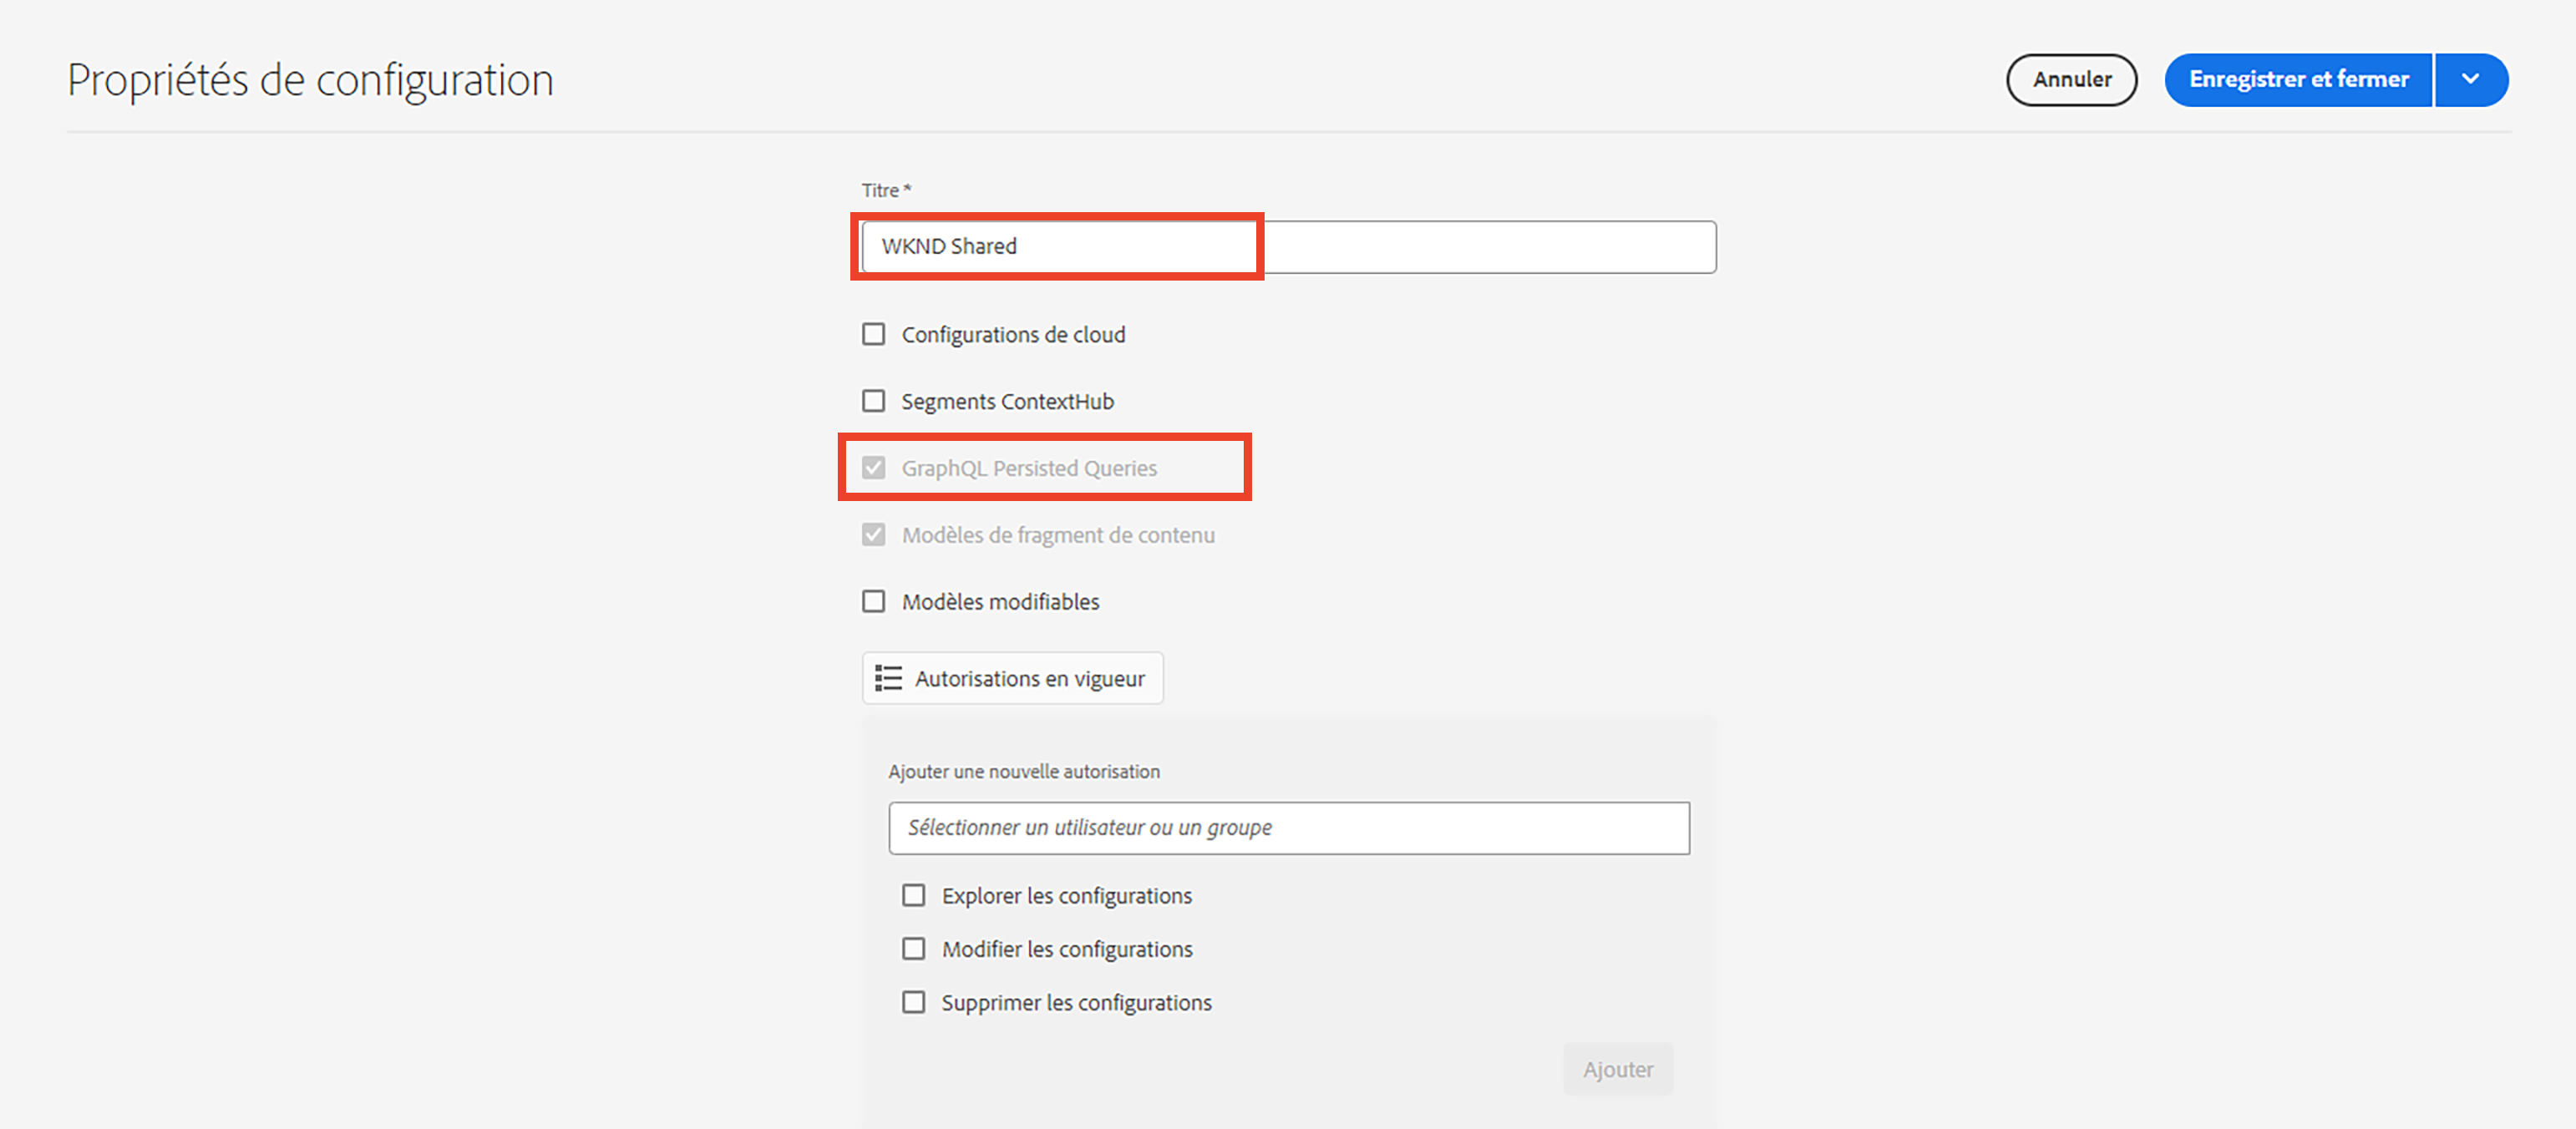 Propriétés de configuration
Annuler
Enregistrer et fermer
Titre *
WKND Shared
Configurations de cloud
Segments ContextHub
GraphQL Persisted Queries
Modèles de fragment de contenu
Modèles modifiables
Autorisations en vigueur
Ajouter une nouvelle autorisation
Sélectionner un utilisateur ou un groupe
Explorer les configurations
Modifier les configurations
Supprimer les configurations
Ajouter